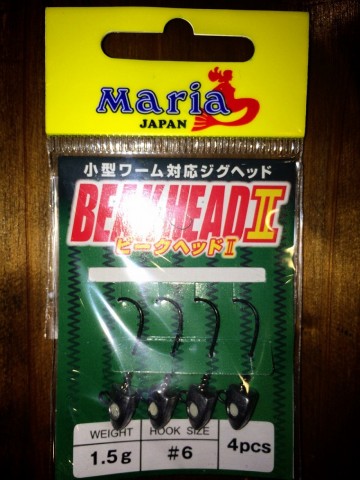 Maria
JAPAN
小型ワーム対応ジグヘッド
BEAK HEAD II
ビークヘッドII
WEIGHT
1.5g
HOOK SIZE
#6
4pcs